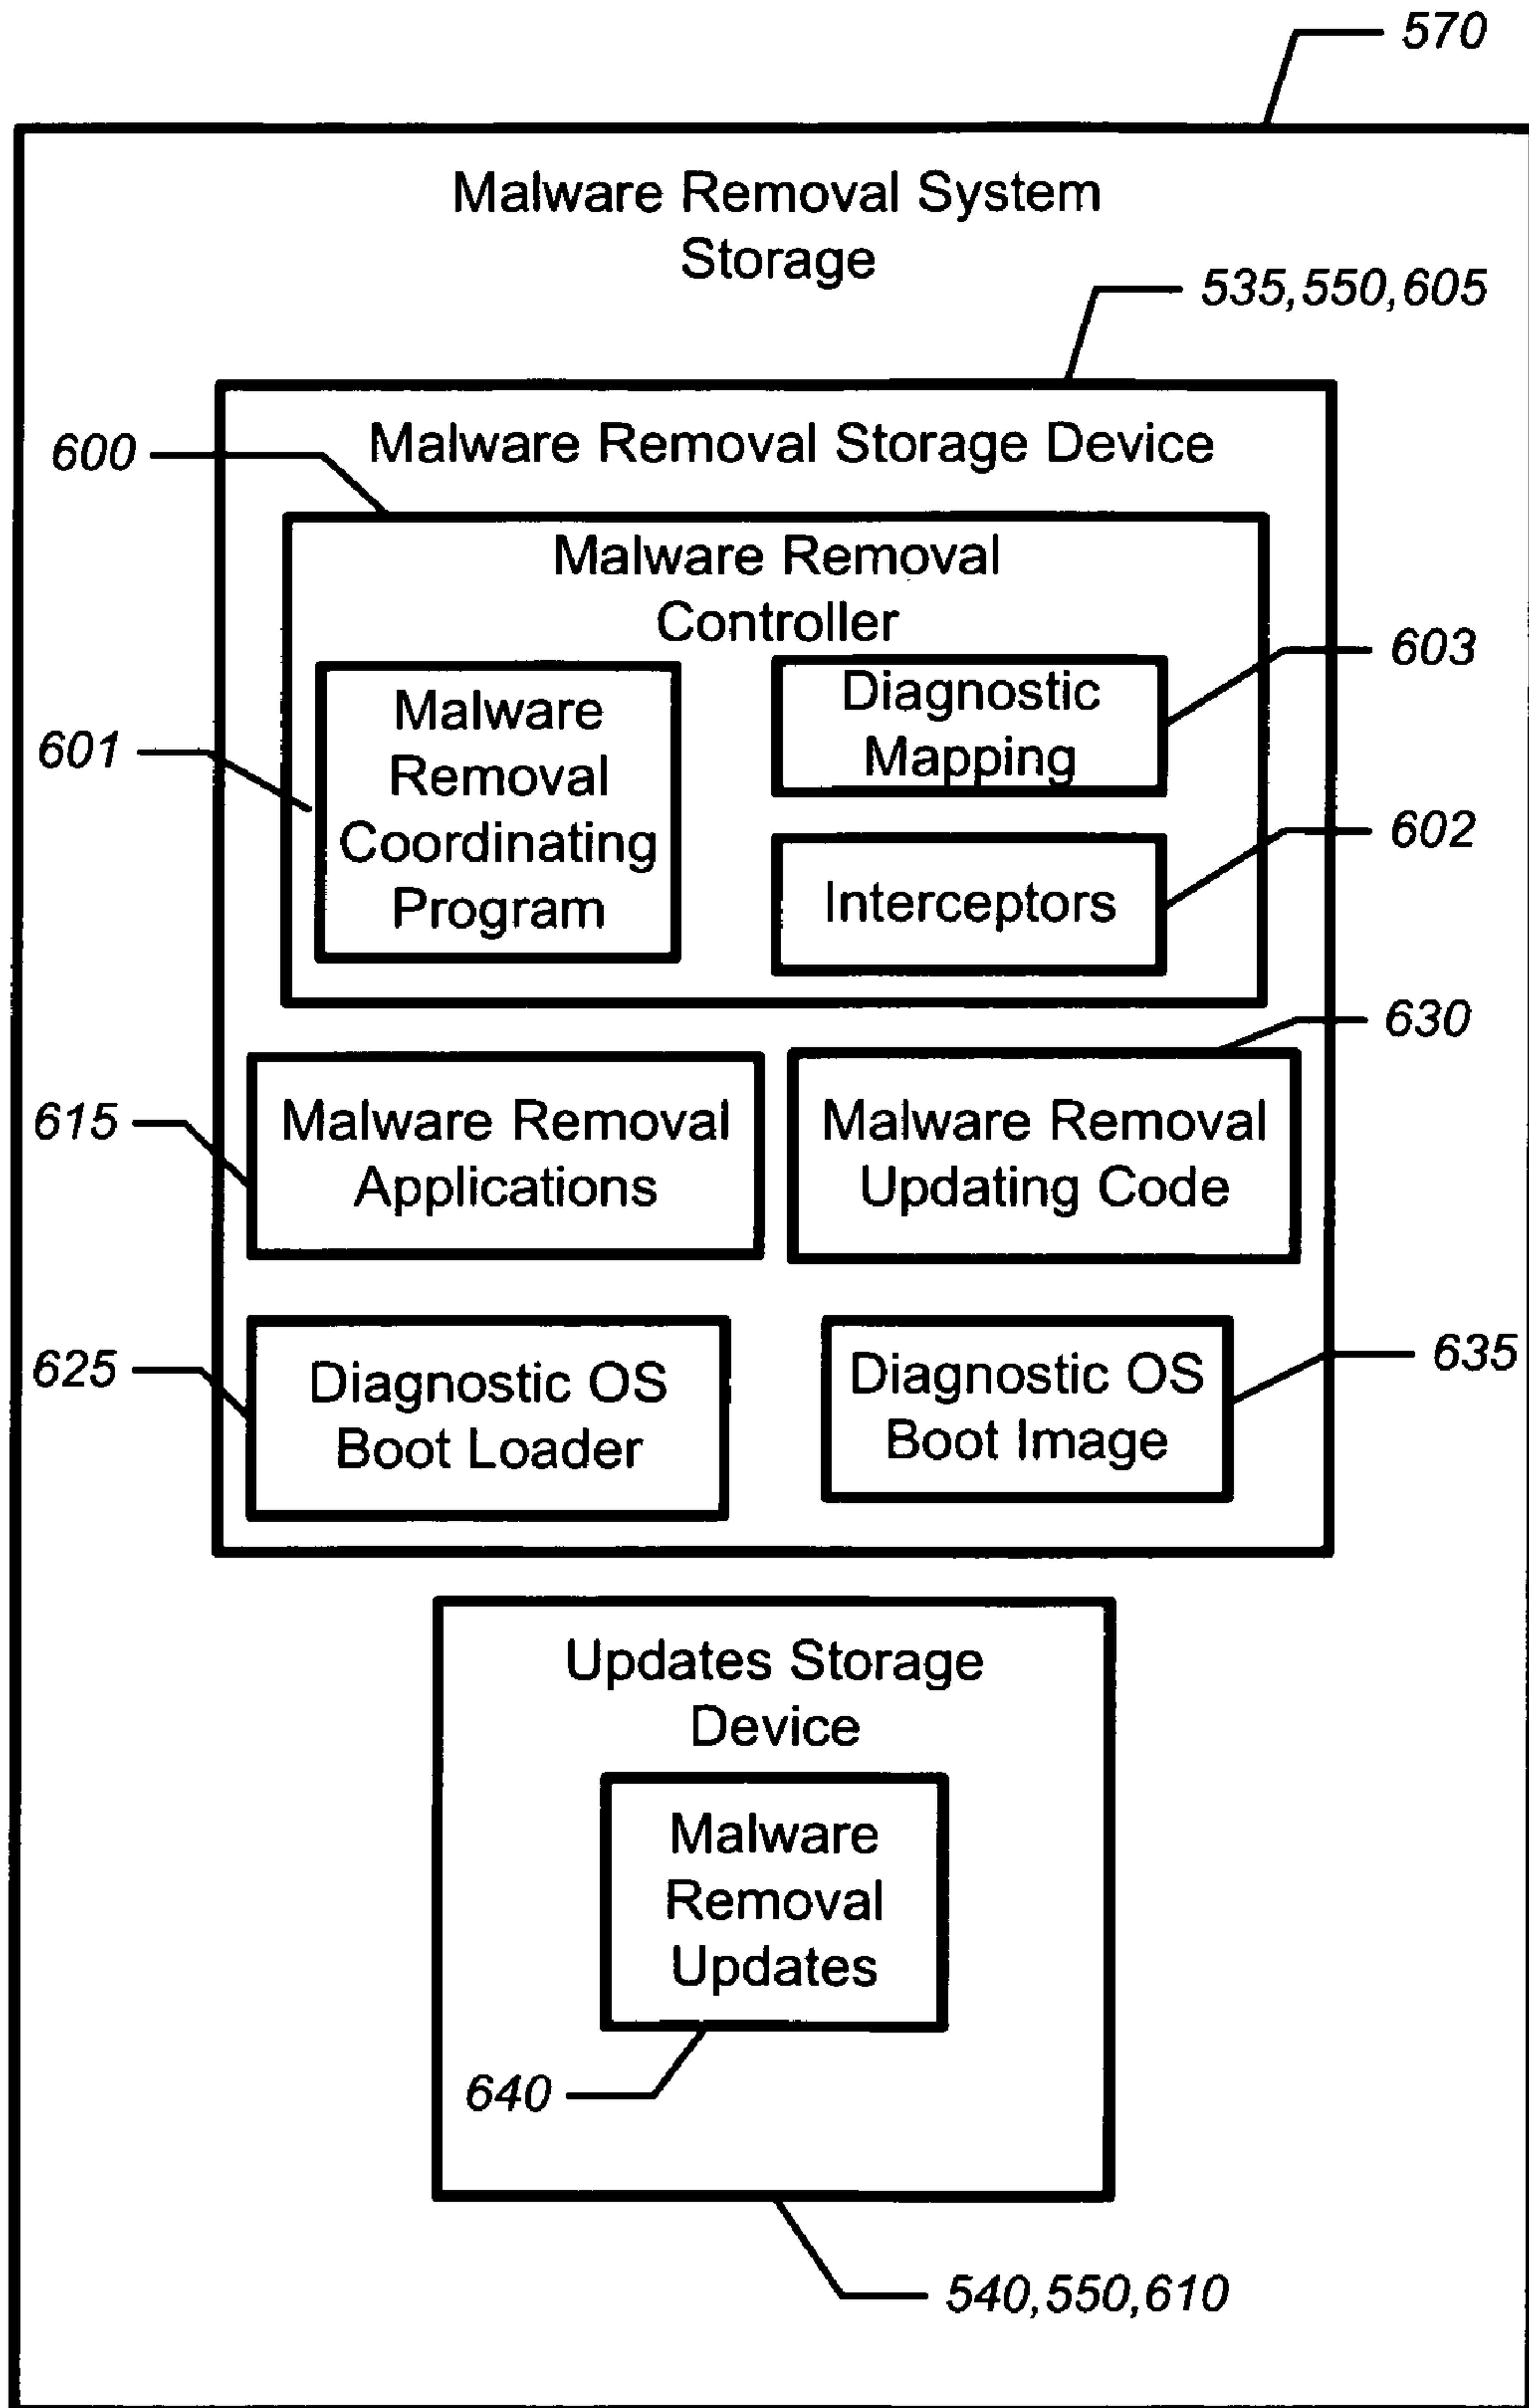 570
Malware Removal System
Storage
535,550,605
Malware Removal Storage Device
600
Malware Removal
Controller
603
Diagnostic
Mapping
601
Malware
Removal
Coordinating
Program
602
Interceptors
630
615
Malware Removal
Applications
Malware Removal
Updating Code
625
Diagnostic OS
Boot Loader
Diagnostic OS
Boot Image
635
Updates Storage
Device
Malware
Removal
Updates
640
540,550,610